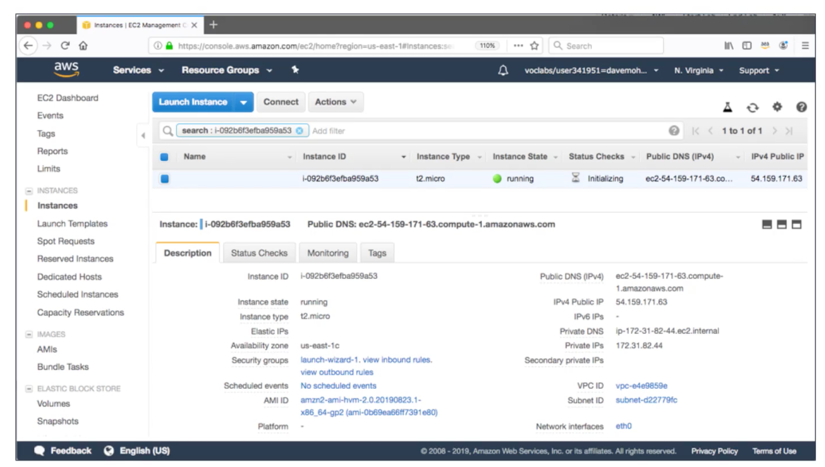 Instances | EC2 Management C
https://console.aws.amazon.com/ec2/home?region=us-east-1#Instances:se
110%
Search
aws
Services
Resource Groups
voclabs/user341951=davemoh...
N. Virginia
Support
EC2 Dashboard
Events
Tags
Reports
Limits
INSTANCES
Instances
Launch Templates
Spot Requests
Reserved Instances
Dedicated Hosts
Scheduled Instances
Capacity Reservations
IMAGES
AMIs
Bundle Tasks
ELASTIC BLOCK STORE
Volumes
Snapshots
Launch Instance
Connect
Actions
search : i-092b6f3efba959a53 Add filter
1 to 1 of 1
Name Instance ID Instance Type Instance State Status Checks Public DNS (IPv4) IPv4 Public IP
i-092b6f3efba959a53 t2.micro running Initializing ec2-54-159-171-63.co... 54.159.171.63
Instance: i-092b6f3efba959a53 Public DNS: ec2-54-159-171-63.compute-1.amazonaws.com
Description Status Checks Monitoring Tags
Instance ID i-092b6f3efba959a53
Instance state running
Instance type t2.micro
Elastic IPs
Availability zone us-east-1c
Security groups launch-wizard-1. view inbound rules.
view outbound rules
Scheduled events No scheduled events
AMI ID amzn2-ami-hvm-2.0.20190823.1-
x86_64-gp2 (ami-0b69ea66ff7391e80)
Platform -
Public DNS (IPv4) ec2-54-159-171-63.compute-
1.amazonaws.com
IPv4 Public IP 54.159.171.63
IPv6 IPs -
Private DNS ip-172-31-82-44.ec2.internal
Private IPs 172.31.82.44
Secondary private IPs
VPC ID vpc-e4e9859e
Subnet ID subnet-d22779fc
Network interfaces eth0
Feedback
English (US)
© 2008 - 2019, Amazon Web Services, Inc. or its affiliates. All rights reserved.
Privacy Policy
Terms of Use